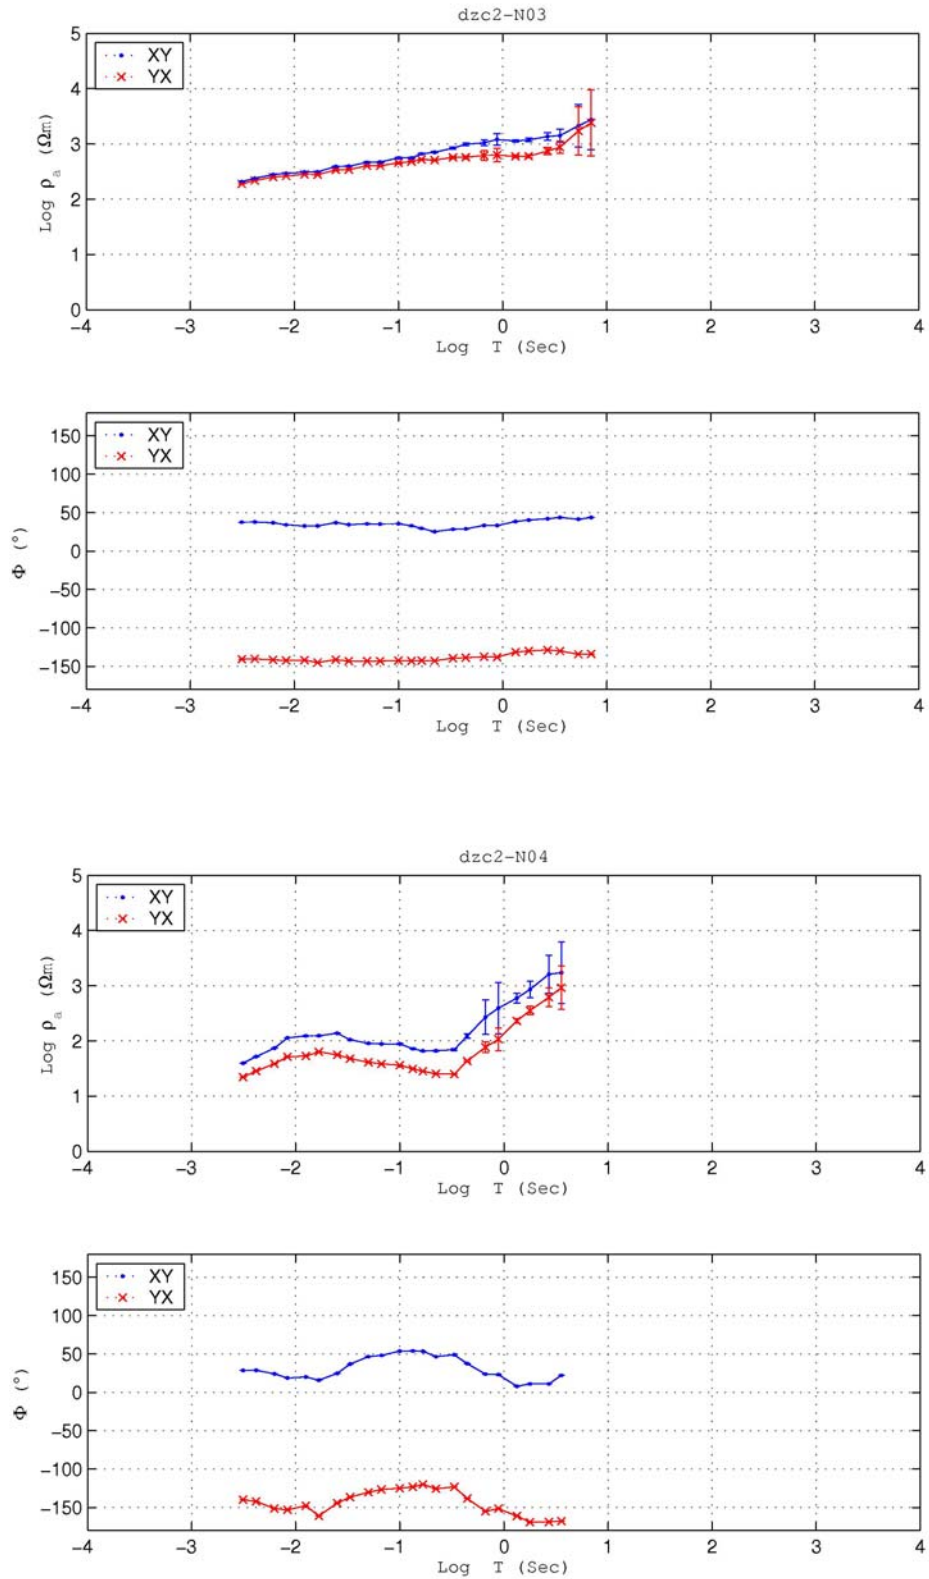 dzc2-N03
5
4
3
2
1
0
Log ρa (Ωm)
XY
YX
−4 −3 −2 −1 0 1 2 3 4
Log T (Sec)
150
100
50
0
−50
−100
−150
Φ (°)
XY
YX
−4 −3 −2 −1 0 1 2 3 4
Log T (Sec)
dzc2-N04
5
4
3
2
1
0
Log ρa (Ωm)
XY
YX
−4 −3 −2 −1 0 1 2 3 4
Log T (Sec)
150
100
50
0
−50
−100
−150
Φ (°)
XY
YX
−4 −3 −2 −1 0 1 2 3 4
Log T (Sec)